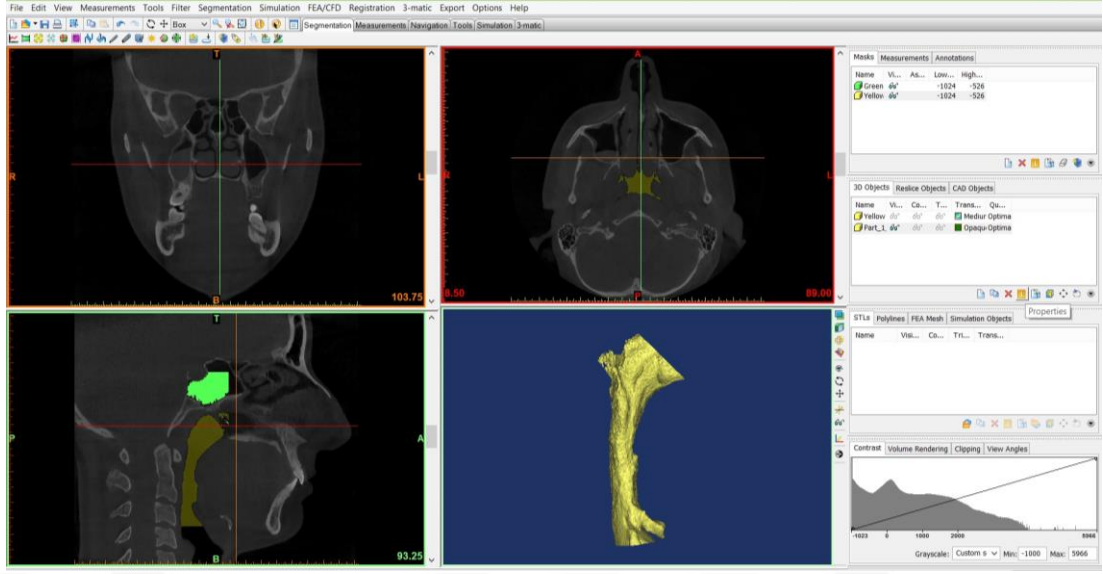 File Edit View Measurements Tools Filter Segmentation Simulation FEA/CFD Registration 3-matic Export Options Help
Box Segmentation Measurements Navigation Tools Simulation 3-matic
T
R
L
B
103.75
A
R
L
P
8.50
89.00
T
P
A
B
93.25
Masks Measurements Annotations
Name Vi... As... Low... High...
Green -1024 -526
Yellow -1024 -526
3D Objects Reslice Objects CAD Objects
Name Vi... Co... T... Trans... Qu...
Yellow Mediur Optima
Part_1_ Opaqu Optima
Properties
STLs Polylines FEA Mesh Simulation Objects
Name Visi... Co... Tri... Trans...
Contrast Volume Rendering Clipping View Angles
-1023 0 1000 2000 5966
Grayscale: Custom s Min: -1000 Max: 5966